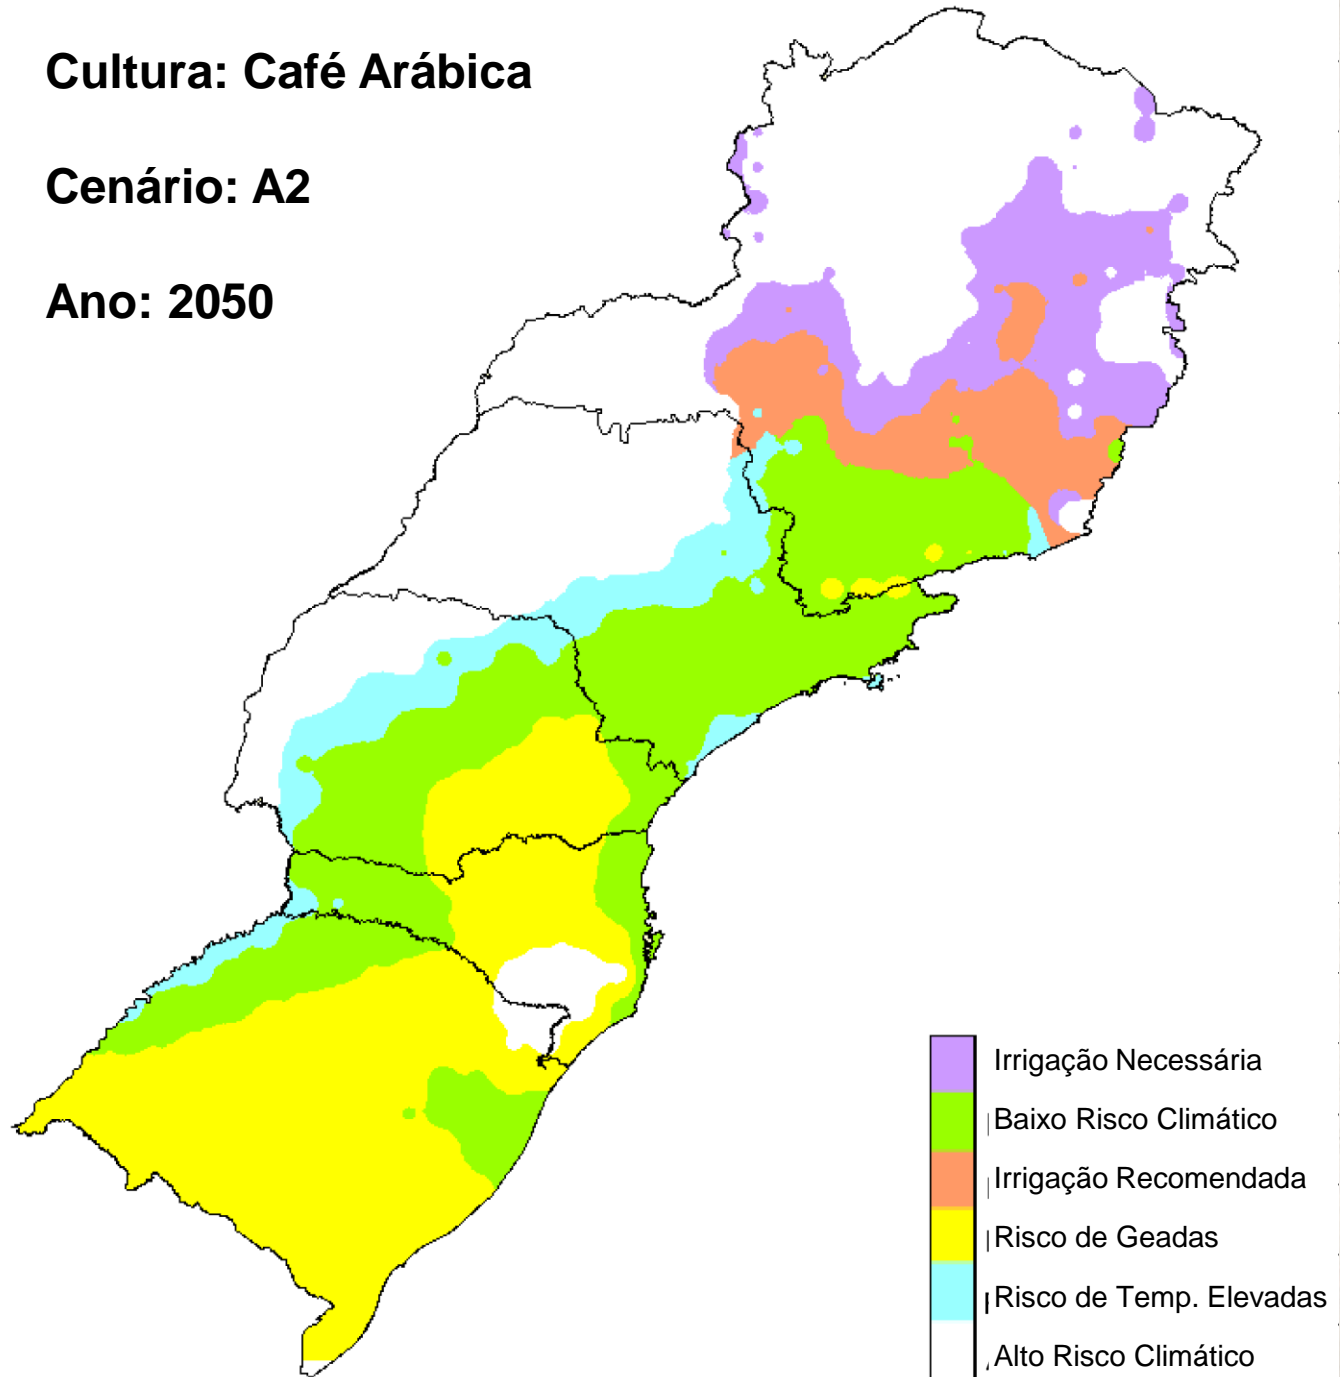 Cultura: Café Arábica
Cenário: A2
Ano: 2050
Irrigação Necessária
Baixo Risco Climático
Irrigação Recomendada
Risco de Geadas
Risco de Temp. Elevadas
Alto Risco Climático